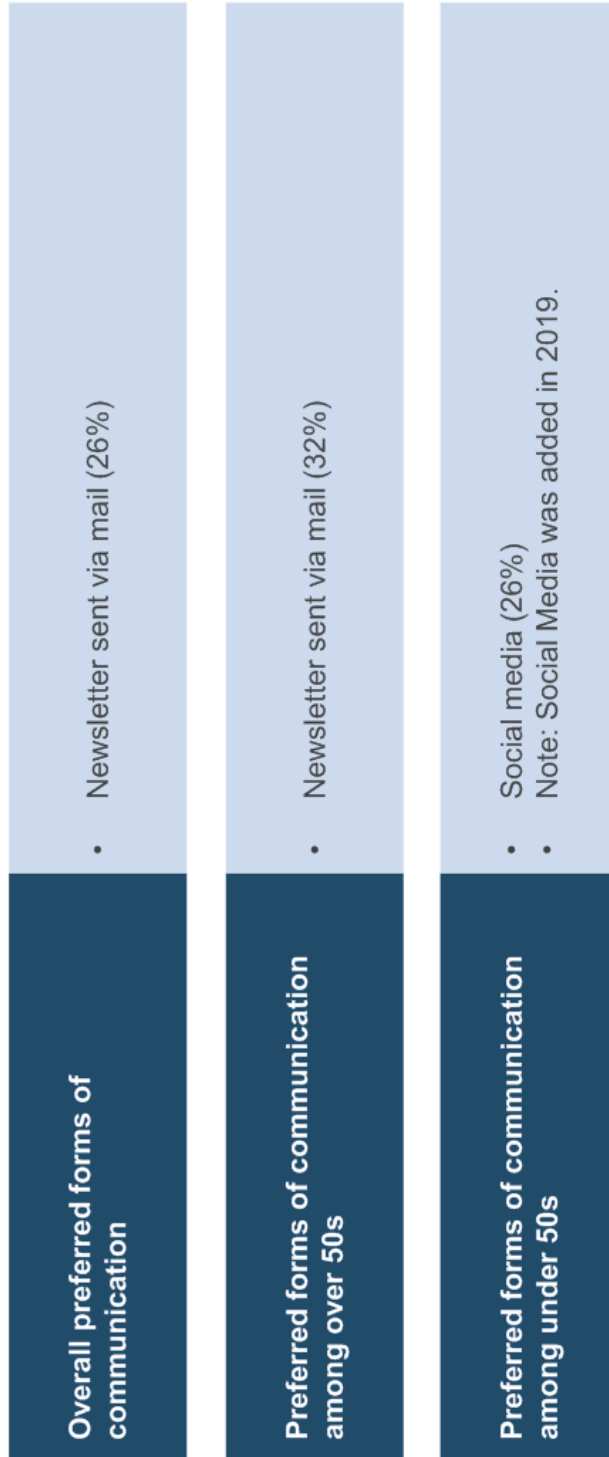 Overall preferred forms of
communication
• Newsletter sent via mail (26%)
Preferred forms of communication
among over 50s
• Newsletter sent via mail (32%)
Preferred forms of communication
among under 50s
• Social media (26%)
• Note: Social Media was added in 2019.